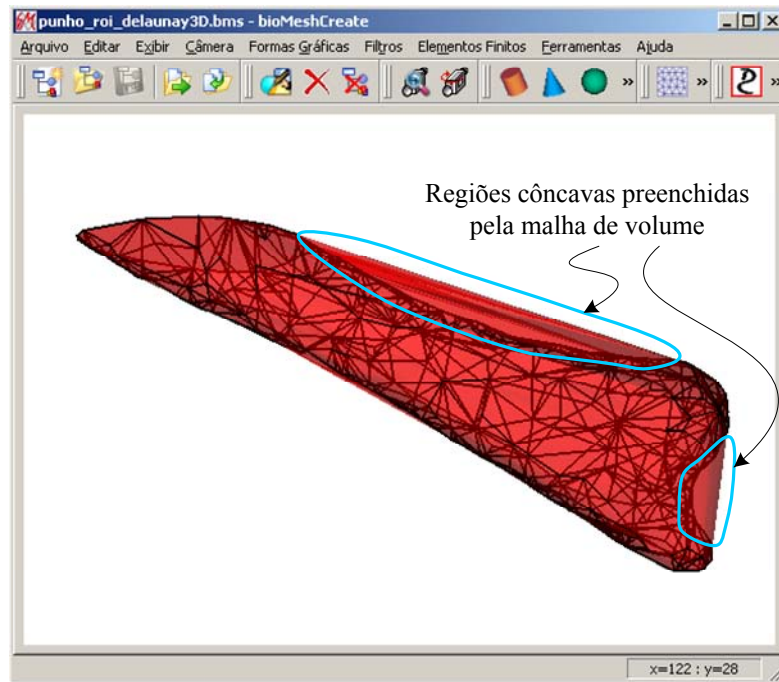 punho_roi_delaunay3D.bms - bioMeshCreate
Arquivo Editar Exibir Câmera Formas Gráficas Filtros Elementos Finitos Ferramentas Ajuda
» » »
Regiões côncavas preenchidas
pela malha de volume
x=122 : y=28